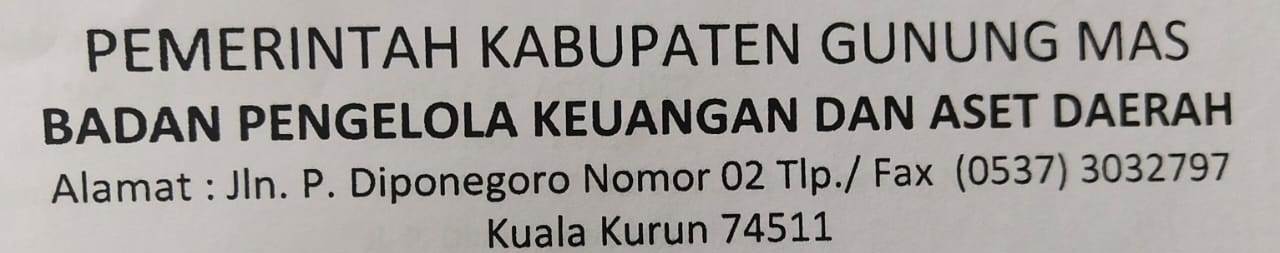 PEMERINTAH KABUPATEN GUNUNG MAS
BADAN PENGELOLA KEUANGAN DAN ASET DAERAH
Alamat : Jln. P. Diponegoro Nomor 02 Tlp./ Fax (0537) 3032797
Kuala Kurun 74511